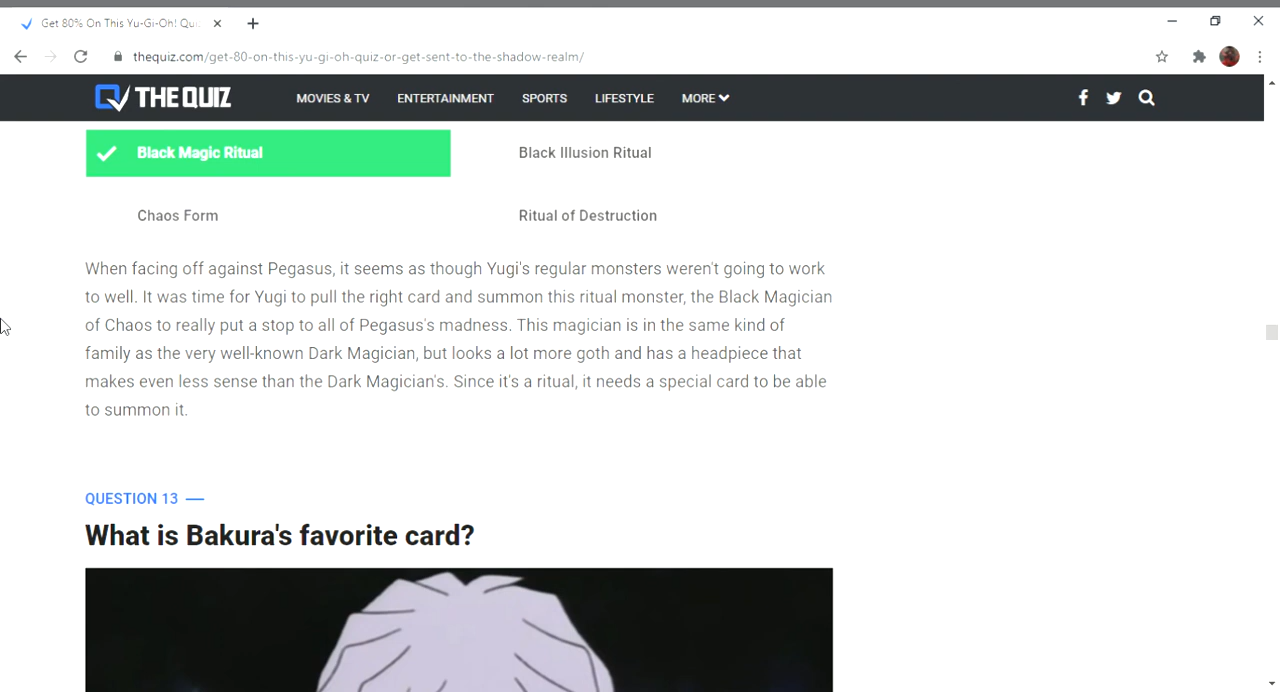 Get 80% On This Yu-Gi-Oh! Qu
thequiz.com/get-80-on-this-yu-gi-oh-quiz-or-get-sent-to-the-shadow-realm/
THE QUIZ MOVIES & TV ENTERTAINMENT SPORTS LIFESTYLE MORE
Black Magic Ritual Black Illusion Ritual
Chaos Form Ritual of Destruction
When facing off against Pegasus, it seems as though Yugi's regular monsters weren't going to work
to well. It was time for Yugi to pull the right card and summon this ritual monster, the Black Magician
of Chaos to really put a stop to all of Pegasus's madness. This magician is in the same kind of
family as the very well-known Dark Magician, but looks a lot more goth and has a headpiece that
makes even less sense than the Dark Magician's. Since it's a ritual, it needs a special card to be able
to summon it.
QUESTION 13
What is Bakura's favorite card?